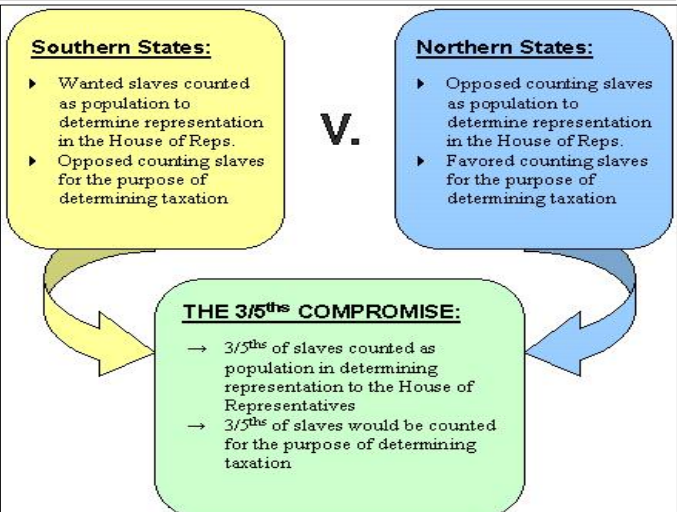 Southern States:
▸ Wanted slaves counted
as population to
determine representation
in the House of Reps.
▸ Opposed counting slaves
for the purpose of
determining taxation
V.
Northern States:
▸ Opposed counting slaves
as population to
determine representation
in the House of Reps.
▸ Favored counting slaves
for the purpose of
determining taxation
THE 3/5ths COMPROMISE:
→ 3/5ths of slaves counted as
population in determining
representation to the House of
Representatives
→ 3/5ths of slaves would be counted
for the purpose of determining
taxation